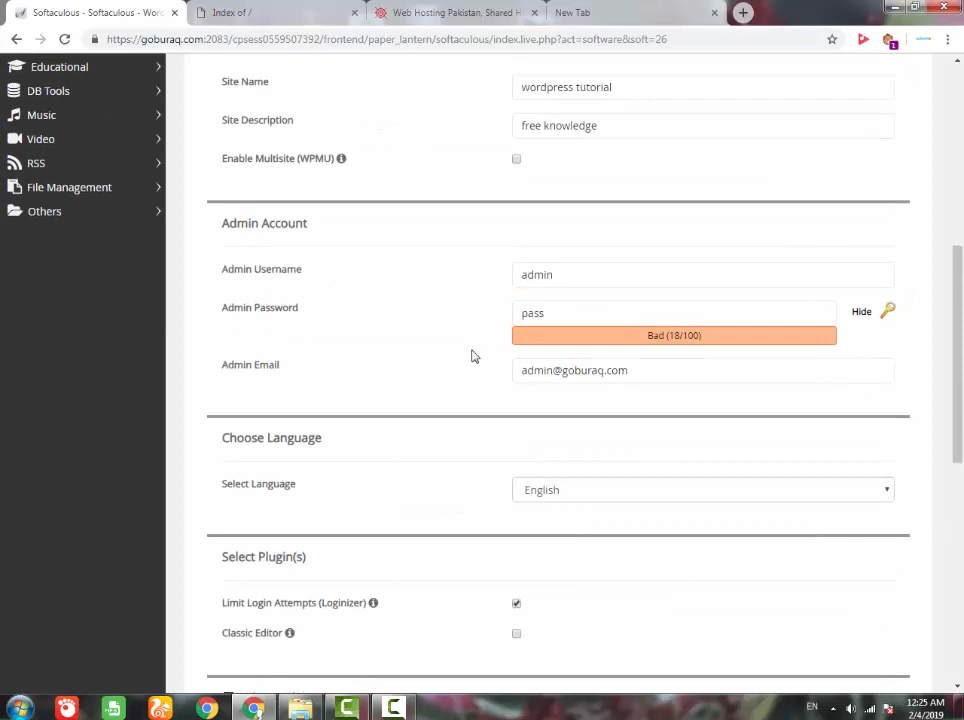 Softaculous - Softaculous - Wor
Index of /
Web Hosting Pakistan, Shared H
New Tab
https://goburaq.com:2083/cpsess0559507392/frontend/paper_lantern/softaculous/index.live.php?act=software&soft=26
1
Educational
DB Tools
Music
Video
RSS
File Management
Others
Site Name
wordpress tutorial
Site Description
free knowledge
Enable Multisite (WPMU)
Admin Account
Admin Username
admin
Admin Password
pass
Hide
Bad (18/100)
Admin Email
admin@goburaq.com
Choose Language
Select Language
English
Select Plugin(s)
Limit Login Attempts (Loginizer)
Classic Editor
EN
12:25 AM
2/4/2019